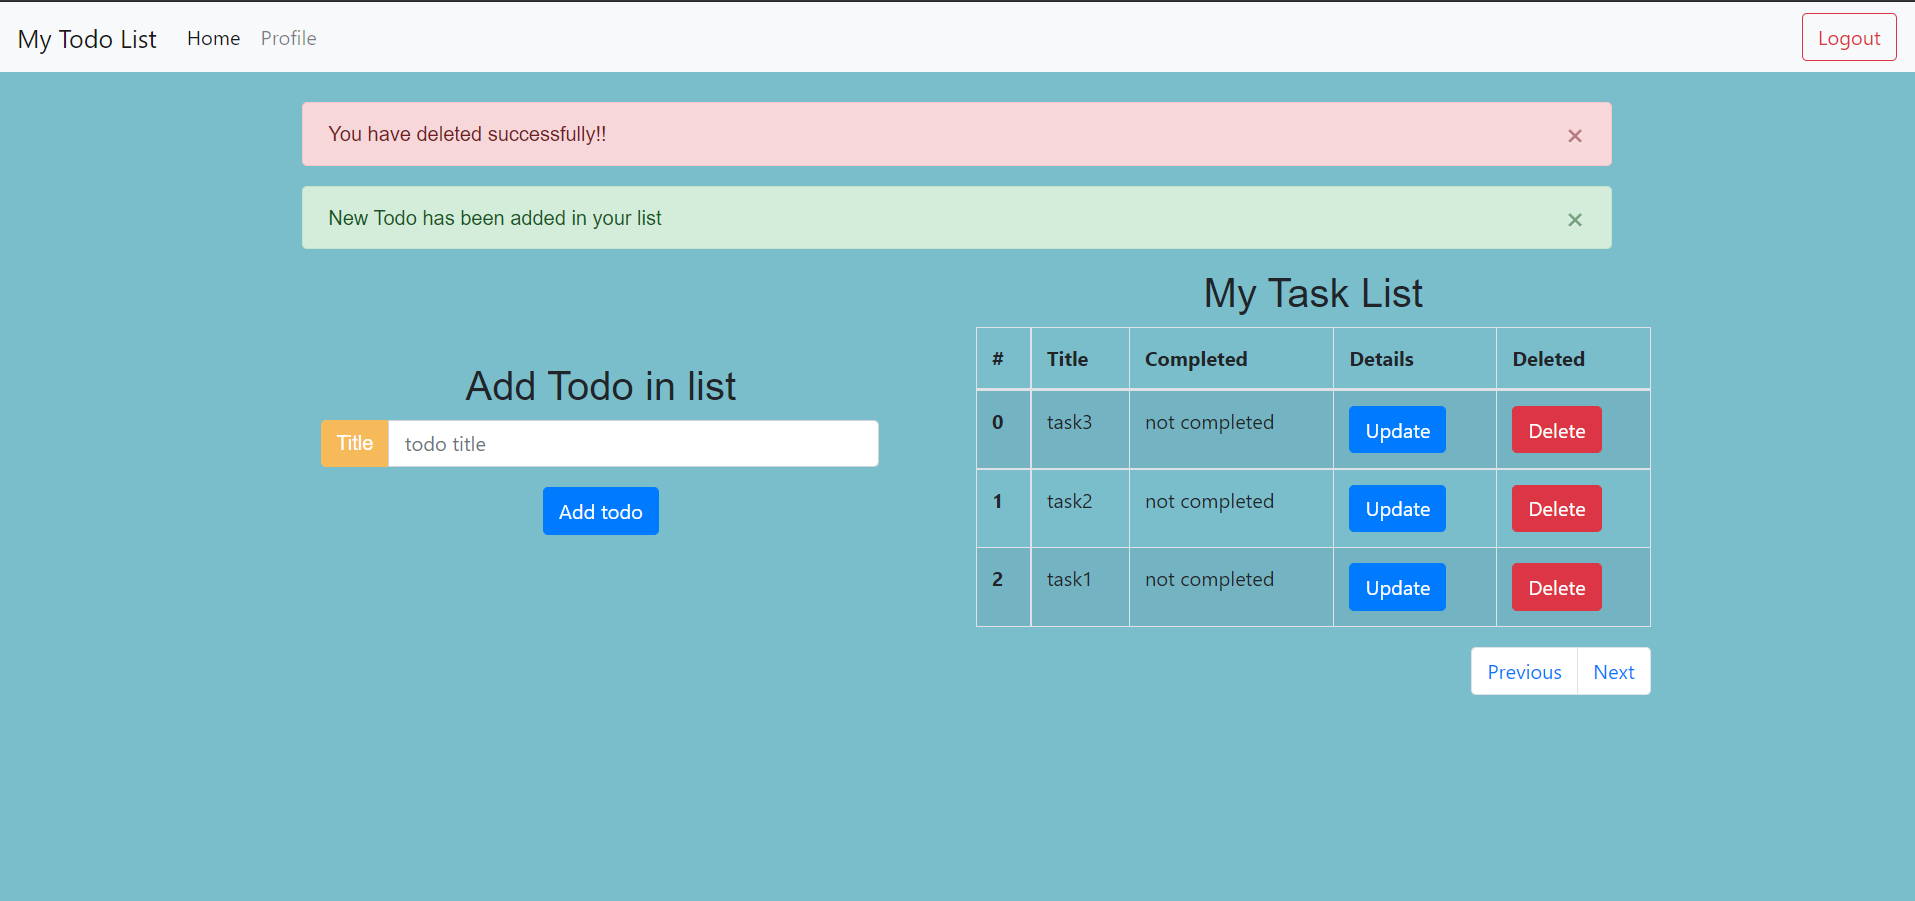 My Todo List Home Profile Logout
You have deleted successfully!! ×
New Todo has been added in your list ×
Add Todo in list
Title todo title
Add todo
My Task List
# Title Completed Details Deleted
0 task3 not completed Update Delete
1 task2 not completed Update Delete
2 task1 not completed Update Delete
Previous Next